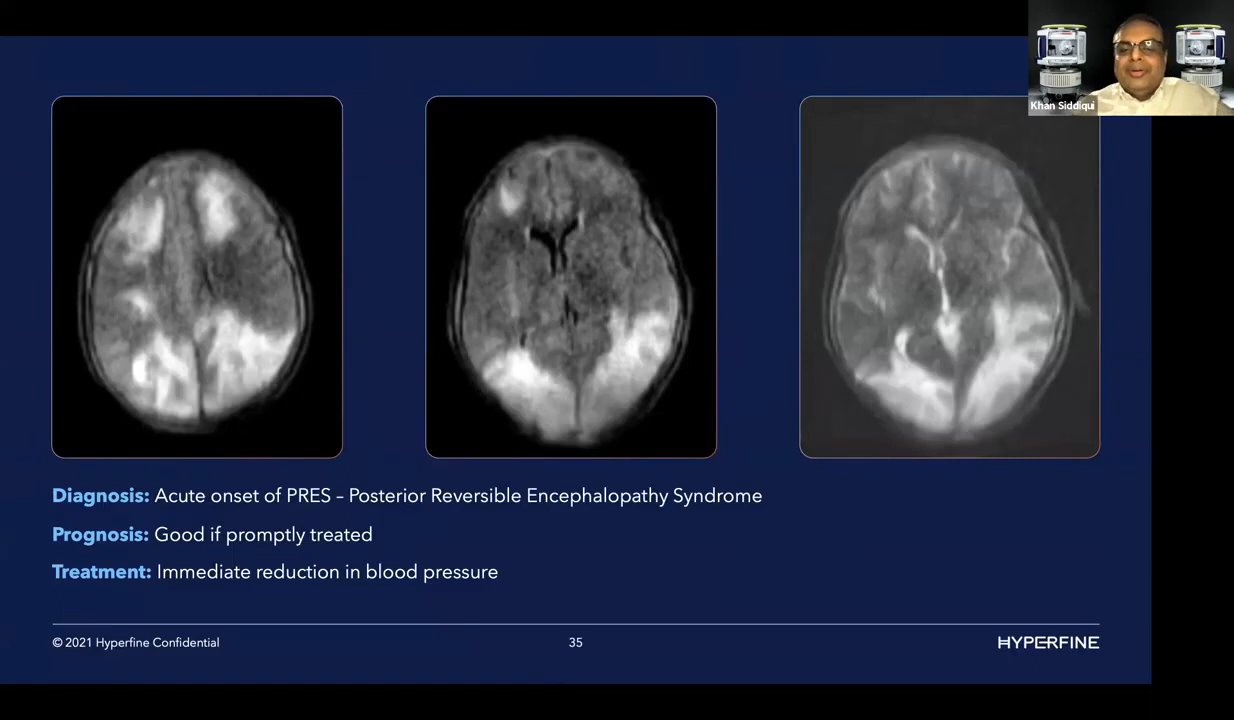 Khan Siddiqui
Diagnosis: Acute onset of PRES – Posterior Reversible Encephalopathy Syndrome
Prognosis: Good if promptly treated
Treatment: Immediate reduction in blood pressure
© 2021 Hyperfine Confidential
35
HYPERFINE